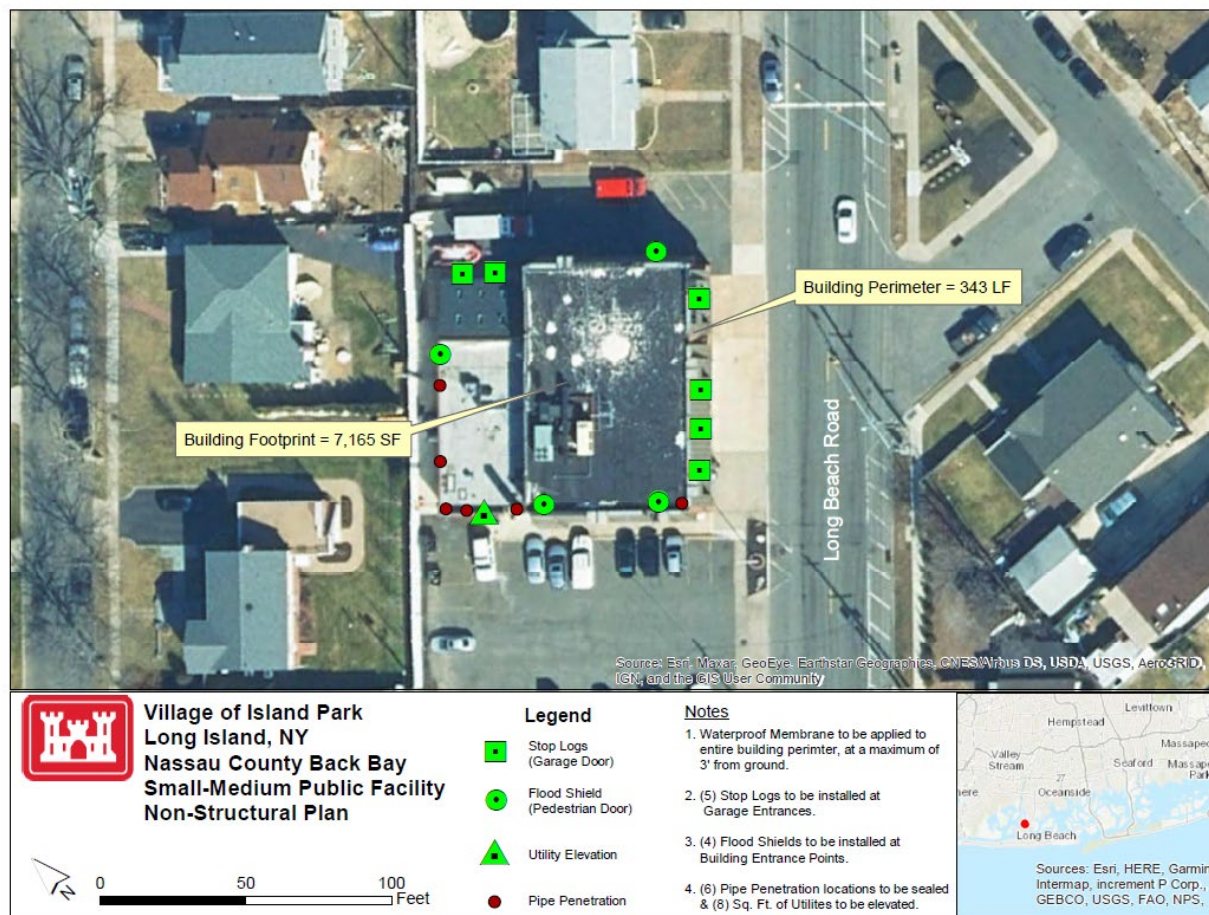 Building Perimeter = 343 LF
Building Footprint = 7,165 SF
Long Beach Road
Source: Esri, Maxar, GeoEye, Earthstar Geographics, CNES/Airbus DS, USDA, USGS, AeroGRID,
IGN, and the GIS User Community
Village of Island Park
Long Island, NY
Nassau County Back Bay
Small-Medium Public Facility
Non-Structural Plan
N
0 50 100
Feet
Legend
Stop Logs
(Garage Door)
Flood Shield
(Pedestrian Door)
Utility Elevation
Pipe Penetration
Notes
1. Waterproof Membrane to be applied to
entire building perimter, at a maximum of
3' from ground.
2. (5) Stop Logs to be installed at
Garage Entrances.
3. (4) Flood Shields to be installed at
Building Entrance Points.
4. (6) Pipe Penetration locations to be sealed
& (8) Sq. Ft. of Utilites to be elevated.
Levittown
Hempstead
Massapeq
Valley
Stream
Seaford
Massape
Park
27
Oceanside
here
Long Beach
Sources: Esri, HERE, Garmin
Intermap, increment P Corp.,
GEBCO, USGS, FAO, NPS,